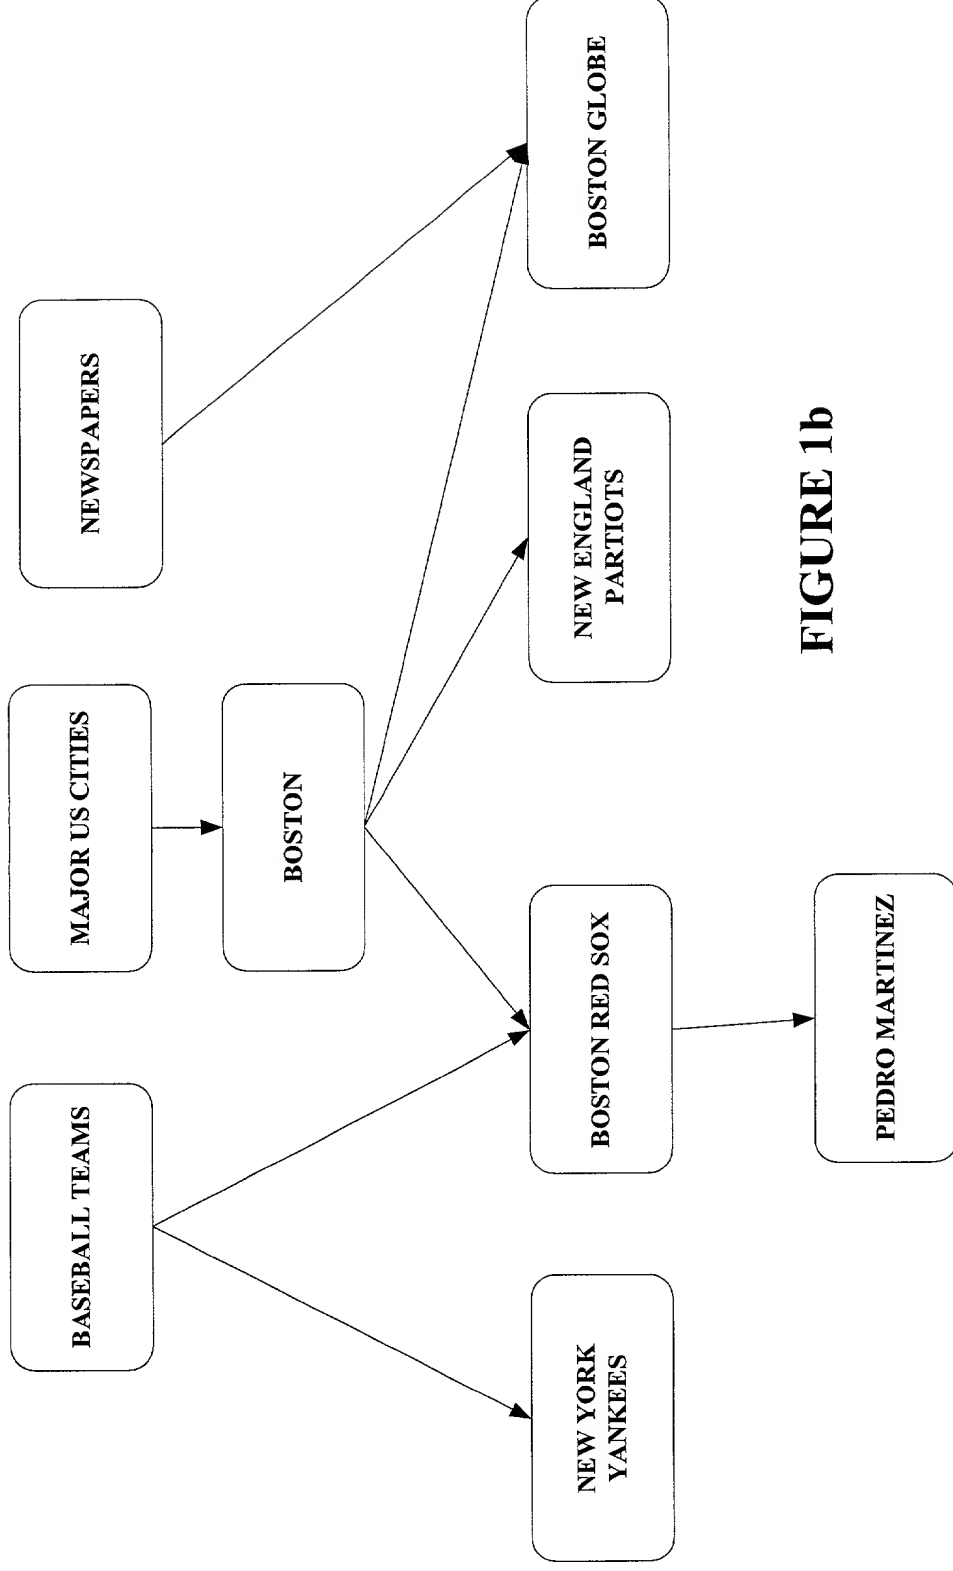 BASEBALL TEAMS
MAJOR US CITIES
NEWSPAPERS
BOSTON
NEW YORK
YANKEES
BOSTON RED SOX
NEW ENGLAND
PARTIOTS
BOSTON GLOBE
PEDRO MARTINEZ
FIGURE 1b